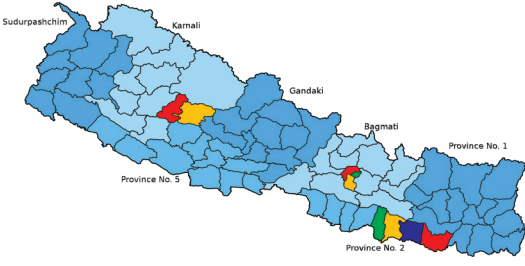 Sudurpashchim
Karnali
Gandaki
Bagmati
Province No. 1
Province No. 5
Province No. 2